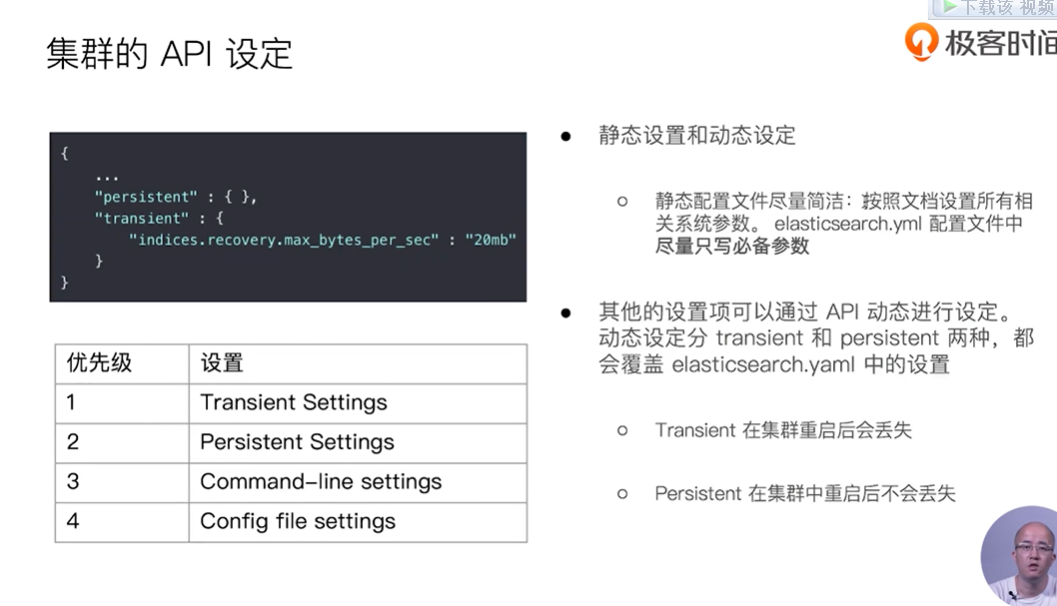 下载该 视频
集群的 API 设定
极客时间
{
...
"persistent" : { },
"transient" : {
"indices.recovery.max_bytes_per_sec" : "20mb"
}
}
优先级 设置
1 Transient Settings
2 Persistent Settings
3 Command-line settings
4 Config file settings
● 静态设置和动态设定
○ 静态配置文件尽量简洁：按照文档设置所有相
关系统参数。 elasticsearch.yml 配置文件中
尽量只写必备参数
● 其他的设置项可以通过 API 动态进行设定。
动态设定分 transient 和 persistent 两种，都
会覆盖 elasticsearch.yaml 中的设置
○ Transient 在集群重启后会丢失
○ Persistent 在集群中重启后不会丢失